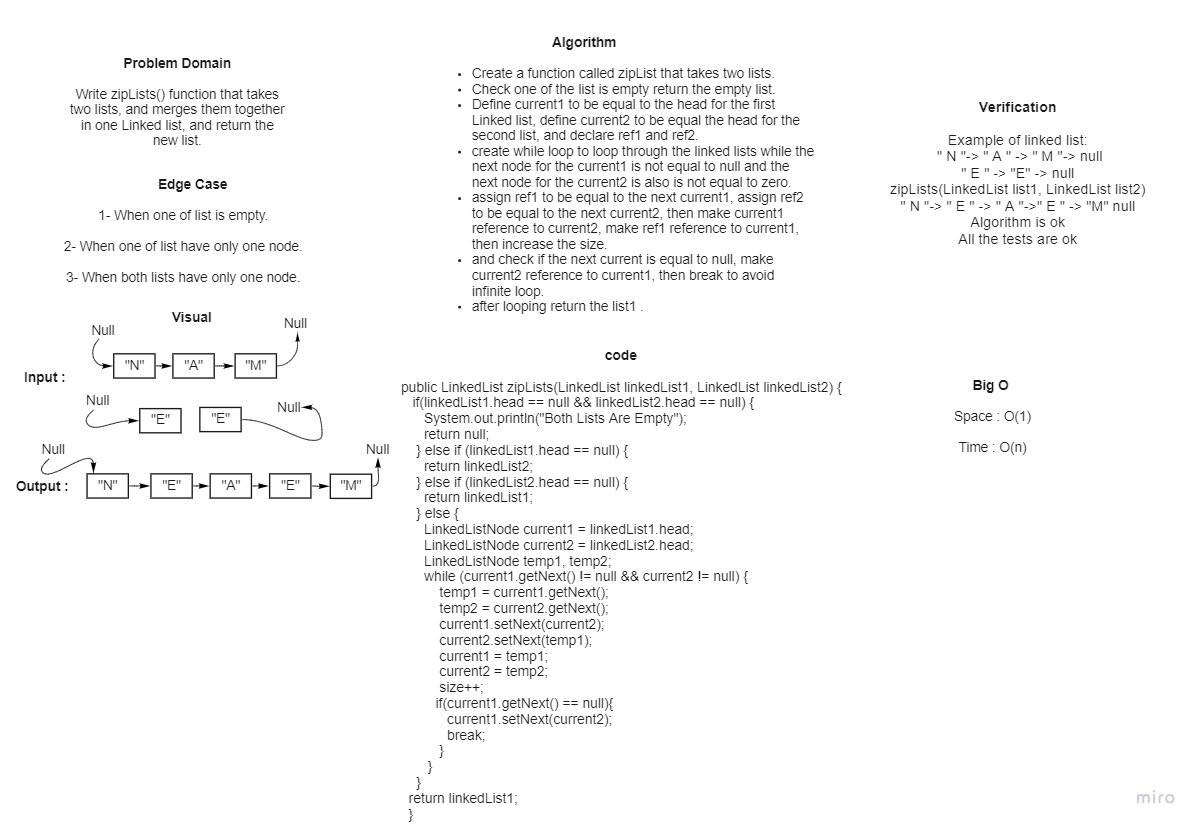 Problem Domain
Write zipLists() function that takes
two lists, and merges them together
in one Linked list, and return the
new list.
Edge Case
1- When one of list is empty.
2- When one of list have only one node.
3- When both lists have only one node.
Visual
Null
Null
"N"
"A"
"M"
Input :
Null
Null
"E"
"E"
Null
Null
Output :
"N"
"E"
"A"
"E"
"M"
Algorithm
• Create a function called zipList that takes two lists.
• Check one of the list is empty return the empty list.
• Define current1 to be equal to the head for the first
Linked list, define current2 to be equal the head for the
second list, and declare ref1 and ref2.
• create while loop to loop through the linked lists while the
next node for the current1 is not equal to null and the
next node for the current2 is also is not equal to zero.
• assign ref1 to be equal to the next current1, assign ref2
to be equal to the next current2, then make current1
reference to current2, make ref1 reference to current1,
then increase the size.
• and check if the next current is equal to null, make
current2 reference to current1, then break to avoid
infinite loop.
• after looping return the list1 .
code
public LinkedList zipLists(LinkedList linkedList1, LinkedList linkedList2) {
if(linkedList1.head == null && linkedList2.head == null) {
System.out.println("Both Lists Are Empty");
return null;
} else if (linkedList1.head == null) {
return linkedList2;
} else if (linkedList2.head == null) {
return linkedList1;
} else {
LinkedListNode current1 = linkedList1.head;
LinkedListNode current2 = linkedList2.head;
LinkedListNode temp1, temp2;
while (current1.getNext() != null && current2 != null) {
temp1 = current1.getNext();
temp2 = current2.getNext();
current1.setNext(current2);
current2.setNext(temp1);
current1 = temp1;
current2 = temp2;
size++;
if(current1.getNext() == null){
current1.setNext(current2);
break;
}
}
}
return linkedList1;
}
Verification
Example of linked list:
" N "-> " A " -> " M "-> null
" E " -> "E" -> null
zipLists(LinkedList list1, LinkedList list2)
" N "-> " E " -> " A "->" E " -> "M" null
Algorithm is ok
All the tests are ok
Big O
Space : O(1)
Time : O(n)
miro